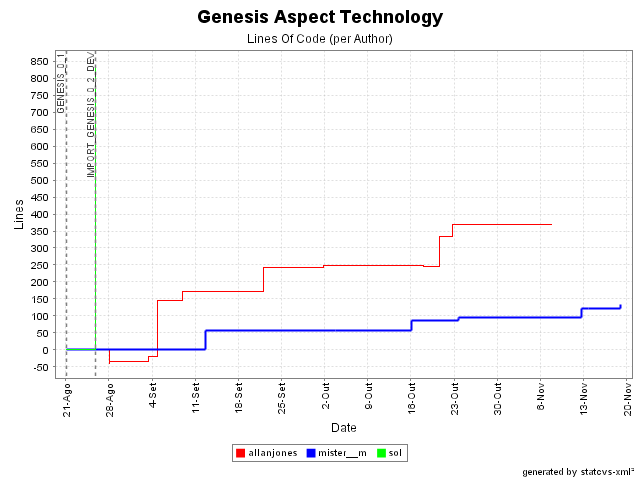 Genesis Aspect Technology
Lines Of Code (per Author)
850
800
750
700
650
600
550
500
450
400
350
300
250
200
150
100
50
0
-50
Lines
GENESIS_0_1
IMPORT_GENESIS_0_2_DEV
21-Ago
28-Ago
4-Set
11-Set
18-Set
25-Set
2-Out
9-Out
16-Out
23-Out
30-Out
6-Nov
13-Nov
20-Nov
Date
allanjones mister__m sol
generated by statcvs-xml²